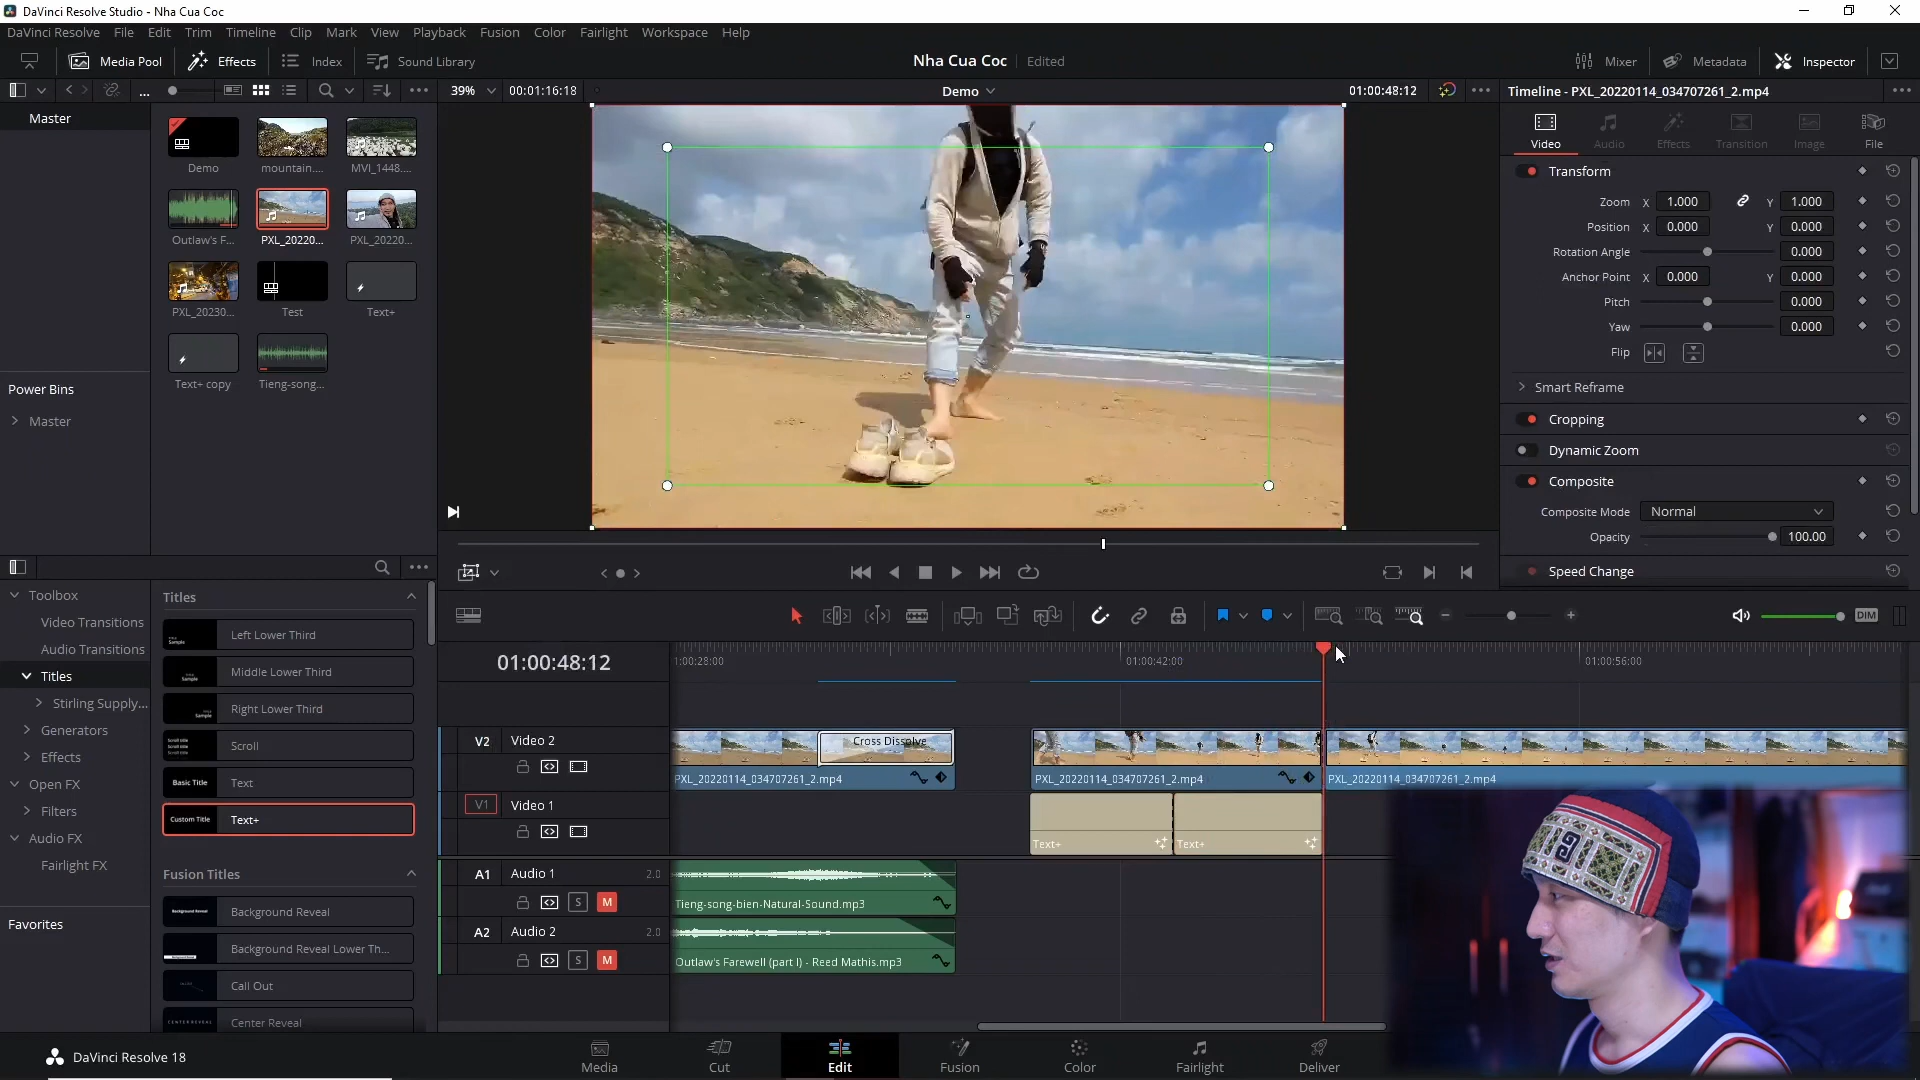 DaVinci Resolve Studio - Nha Cua Coc
DaVinci Resolve File Edit Trim Timeline Clip Mark View Playback Fusion Color Fairlight Workspace Help
Media Pool Effects Index Sound Library Nha Cua Coc Edited Mixer Metadata Inspector
39% 00:01:16:18 Demo 01:00:48:12 Timeline - PXL_20220114_034707261_2.mp4
Master
Demo mountain.... MVI_1448....
Outlaw's F... PXL_20220... PXL_20220...
PXL_20230... Test Text+
Text+ copy Tieng-song...
Power Bins
Master
Video Audio Effects Transition Image File
Transform
Zoom X 1.000 Y 1.000
Position X 0.000 Y 0.000
Rotation Angle 0.000
Anchor Point X 0.000 Y 0.000
Pitch 0.000
Yaw 0.000
Flip
Smart Reframe
Cropping
Dynamic Zoom
Composite
Composite Mode Normal
Opacity 100.00
Speed Change
Toolbox
Video Transitions
Audio Transitions
Titles
Stirling Supply...
Generators
Effects
Open FX
Filters
Audio FX
Fairlight FX
Favorites
Titles
Left Lower Third
Middle Lower Third
Right Lower Third
Scroll
Basic Title Text
Custom Title Text+
Fusion Titles
Background Reveal Background Reveal
Background Reveal Lower Th...
Call Out
CENTER REVEAL Center Reveal
DIM
01:00:48:12 1:00:28:00 01:00:42:00 01:00:56:00
V2 Video 2 Cross Dissolve
PXL_20220114_034707261_2.mp4 PXL_20220114_034707261_2.mp4 PXL_20220114_034707261_2.mp4
V1 Video 1
Text+ Text+
A1 Audio 1 2.0
S M Tieng-song-bien-Natural-Sound.mp3
A2 Audio 2 2.0
S M Outlaw's Farewell (part I) - Reed Mathis.mp3
DaVinci Resolve 18 Media Cut Edit Fusion Color Fairlight Deliver